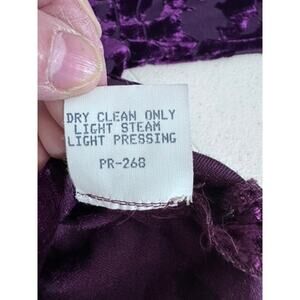 DRY CLEAN ONLY
LIGHT STEAM
LIGHT PRESSING
PR-268